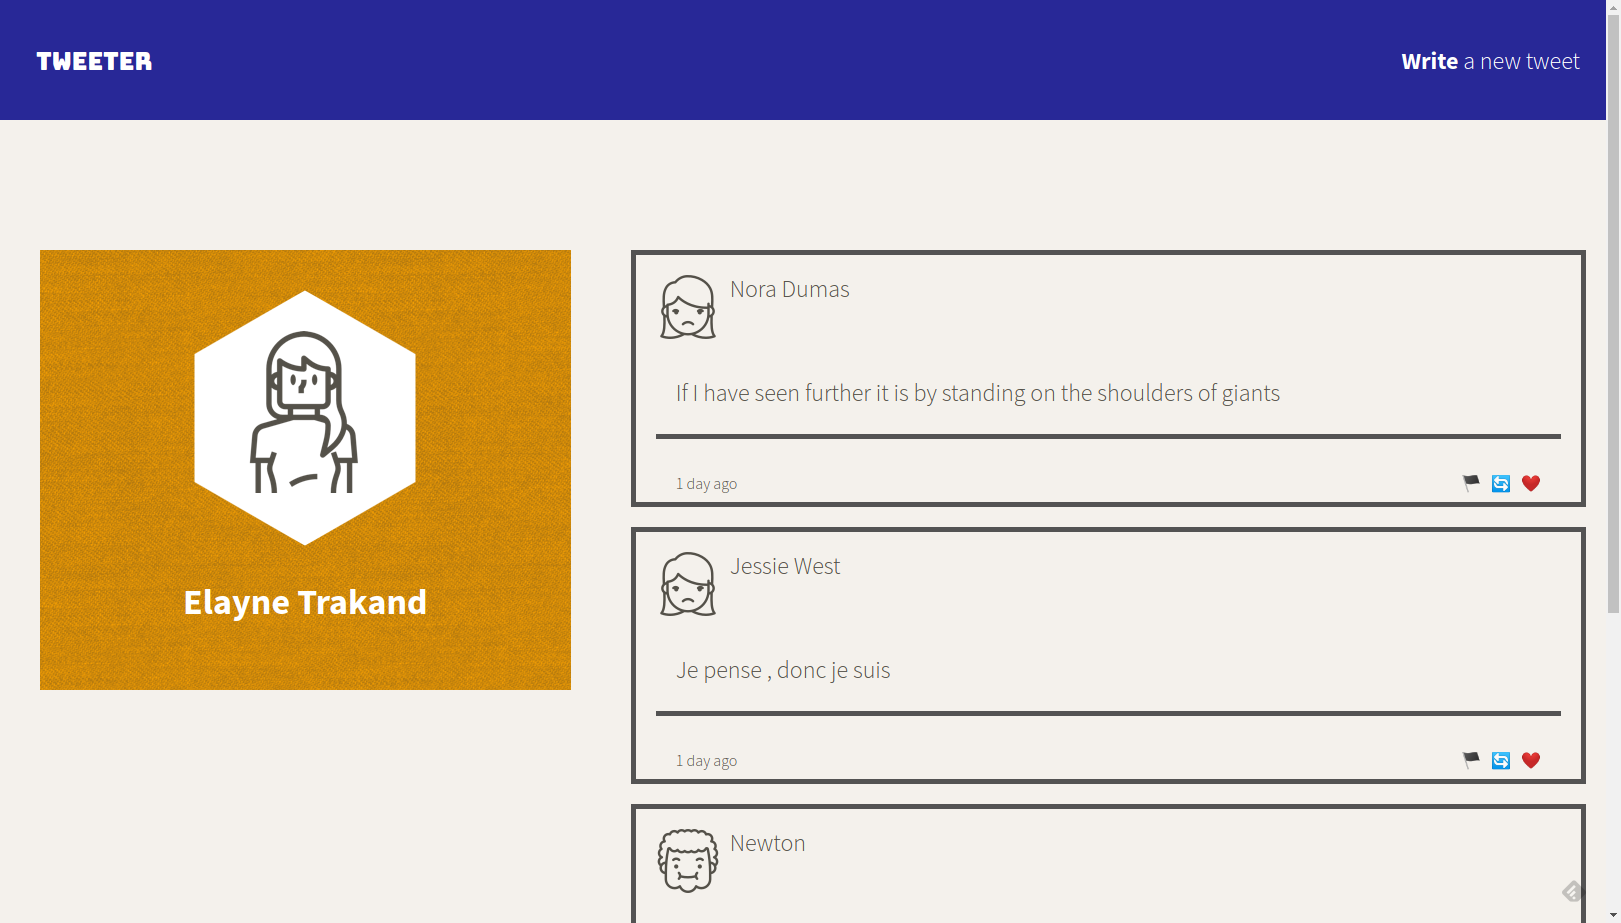 TWEETER
Write a new tweet
Elayne Trakand
Nora Dumas
If I have seen further it is by standing on the shoulders of giants
1 day ago
Jessie West
Je pense , donc je suis
1 day ago
Newton